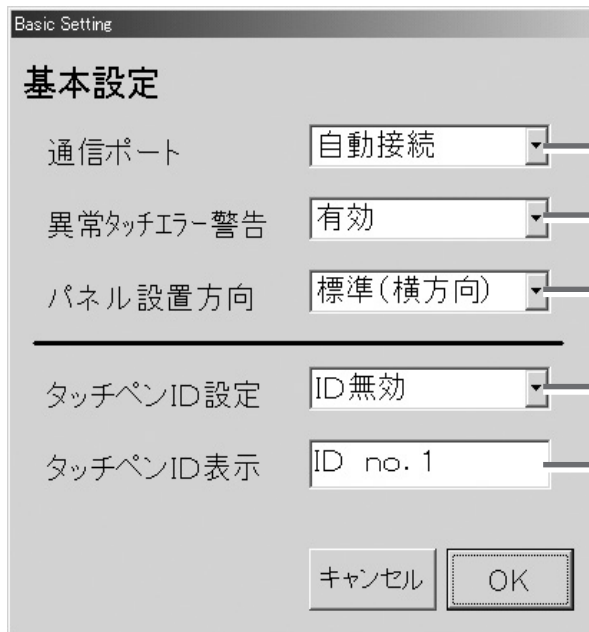 Basic Setting
基本設定
通信ポート 自動接続
異常タッチエラー警告 有効
パネル設置方向 標準(横方向)
タッチペンID設定 ID無効
タッチペンID表示 ID no.1
キャンセル OK